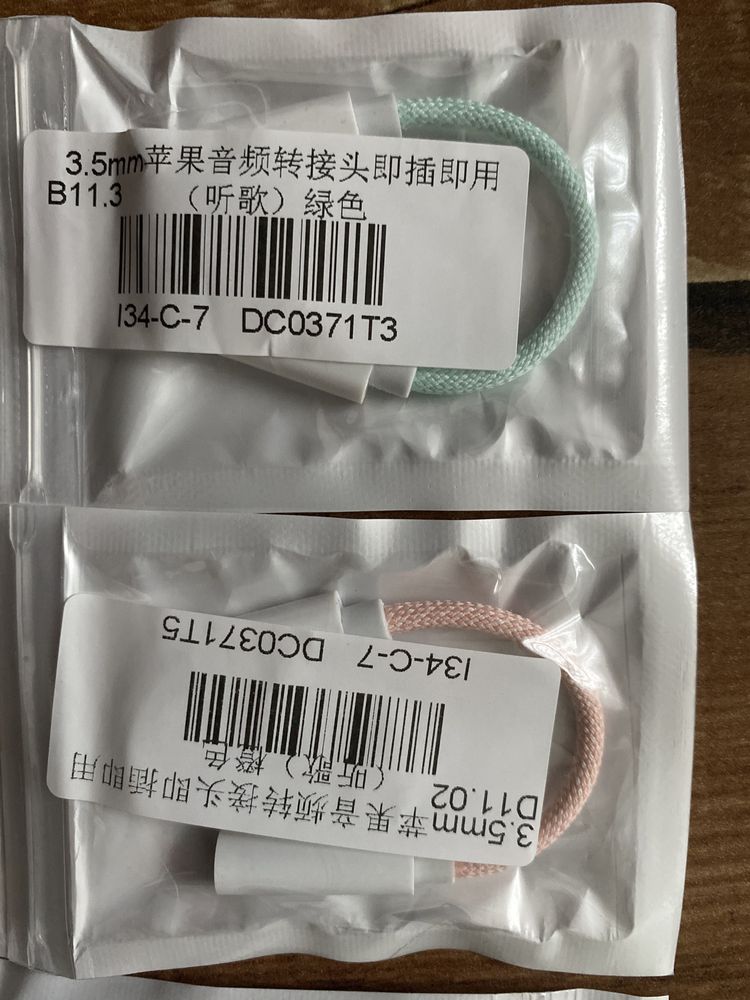 3.5mm苹果音频转接头即插即用
B11.3 （听歌）绿色
I34-C-7 DC0371T3
3.5mm苹果音频转接头即插即用
D11.02 （听歌）橙色
I34-C-7 DC0371T5